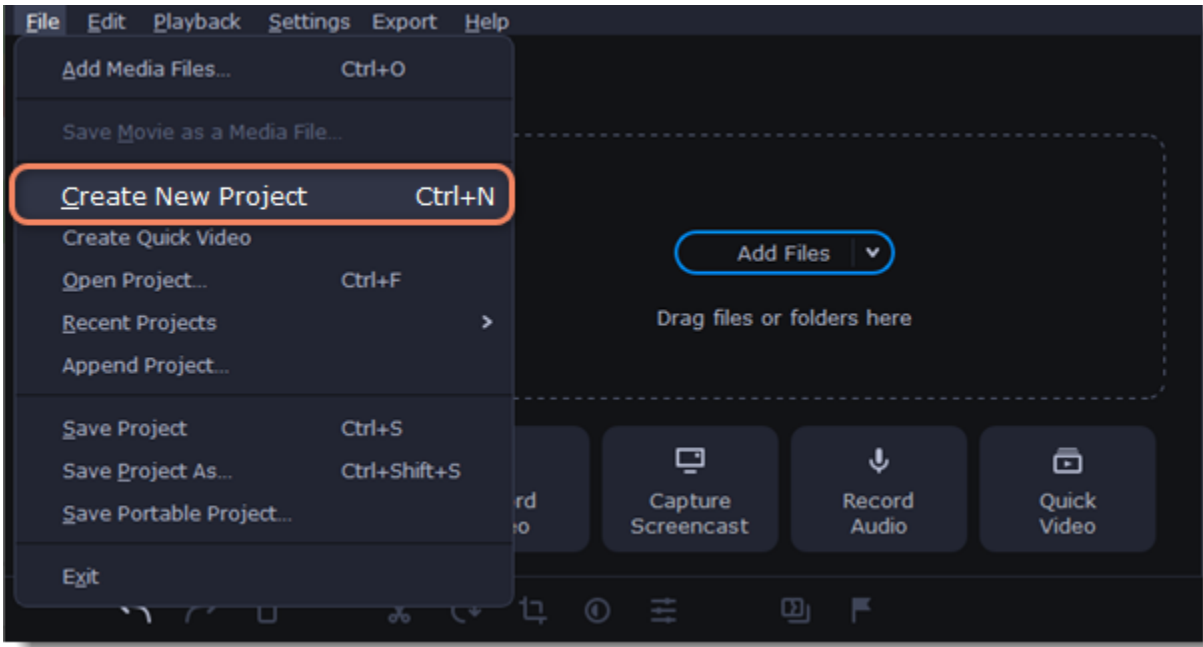 File Edit Playback Settings Export Help
Add Media Files... Ctrl+O
Save Movie as a Media File...
Create New Project Ctrl+N
Create Quick Video
Open Project... Ctrl+F
Recent Projects
Append Project...
Save Project Ctrl+S
Save Project As... Ctrl+Shift+S
Save Portable Project...
Exit
Add Files
Drag files or folders here
Capture
Screencast
Record
Audio
Quick
Video